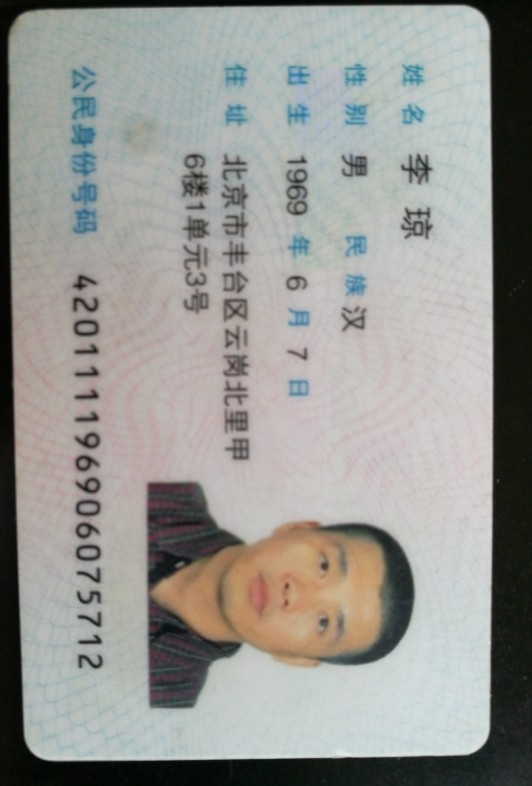 姓名 李琼
性别 男 民族 汉
出生 1969 年 6 月 7 日
住址 北京市丰台区云岗北里甲
6楼1单元3号
公民身份号码 420111196906075712